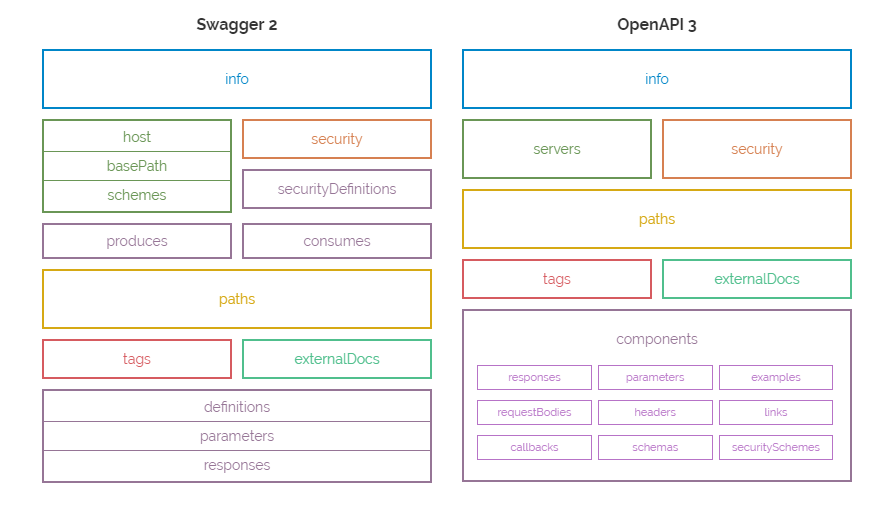 Swagger 2
info
host
basePath
schemes
security
securityDefinitions
produces
consumes
paths
tags
externalDocs
definitions
parameters
responses
OpenAPI 3
info
servers
security
paths
tags
externalDocs
components
responses
parameters
examples
requestBodies
headers
links
callbacks
schemas
securitySchemes